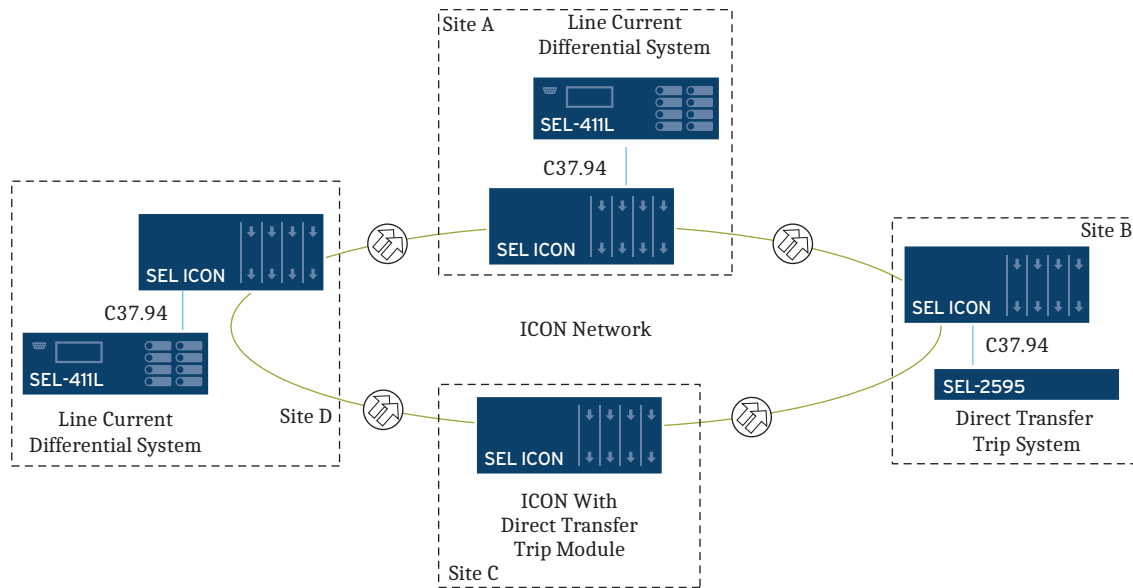 Site A
Line Current
Differential System
SEL-411L
C37.94
SEL ICON
SEL ICON
C37.94
SEL-411L
Line Current
Differential System
Site D
ICON Network
Site B
SEL ICON
C37.94
SEL-2595
Direct Transfer
Trip System
SEL ICON
ICON With
Direct Transfer
Trip Module
Site C